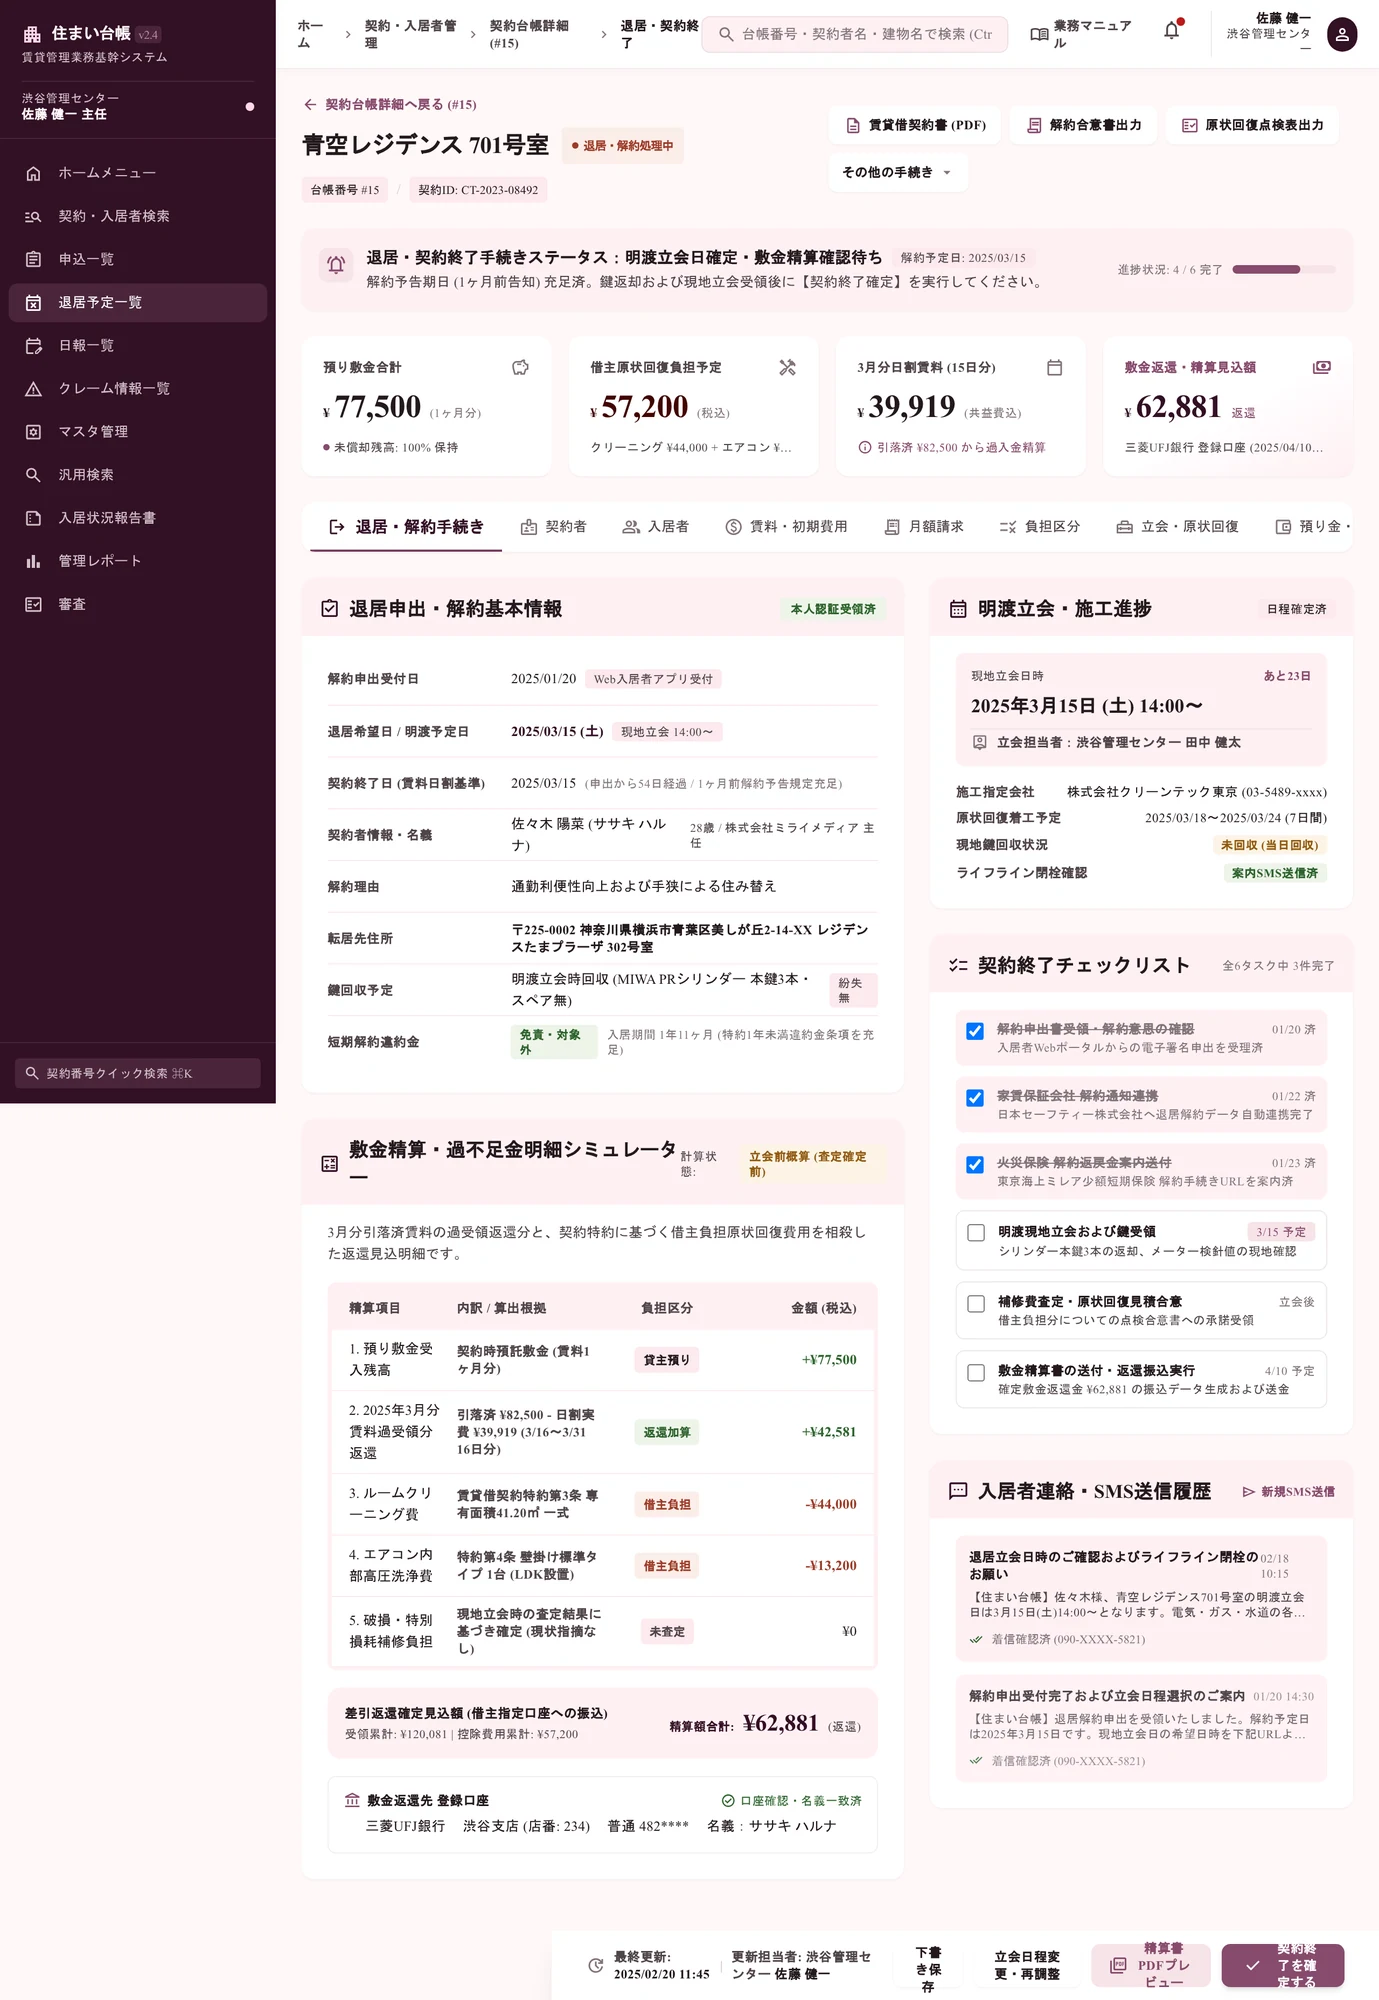 住まい台帳 v2.4
賃貸管理業務基幹システム
渋谷管理センター
佐藤 健一 主任
ホームメニュー
契約・入居者検索
申込一覧
退居予定一覧
日報一覧
クレーム情報一覧
マスタ管理
汎用検索
入居状況報告書
管理レポート
審査
契約番号クイック検索 ⌘K
ホーム
契約・入居者管理
契約台帳詳細 (#15)
退居・契約終了
台帳番号・契約者名・建物名で検索 (Ctr
業務マニュアル
佐藤 健一
渋谷管理センター
契約台帳詳細へ戻る (#15)
青空レジデンス 701号室
退居・解約処理中
台帳番号 #15 / 契約ID: CT-2023-08492
賃貸借契約書 (PDF)
解約合意書出力
原状回復点検表出力
その他の手続き
退居・契約終了手続きステータス：明渡立会日確定・敷金精算確認待ち
解約予定日: 2025/03/15
解約予告期日 (1ヶ月前告知) 充足済。鍵返却および現地立会受領後に【契約終了確定】を実行してください。
進捗状況: 4 / 6 完了
預り敷金合計
¥ 77,500 (1ヶ月分)
未償却残高: 100% 保持
借主原状回復負担予定
¥ 57,200 (税込)
クリーニング ¥44,000 + エアコン ¥…
3月分日割賃料 (15日分)
¥ 39,919 (共益費込)
引落済 ¥82,500 から過入金精算
敷金返還・精算見込額
¥ 62,881 返還
三菱UFJ銀行 登録口座 (2025/04/10…
退居・解約手続き
契約者
入居者
賃料・初期費用
月額請求
負担区分
立会・原状回復
預り金・
退居申出・解約基本情報
本人認証受領済
解約申出受付日
2025/01/20 Web入居者アプリ受付
退居希望日 / 明渡予定日
2025/03/15 (土) 現地立会 14:00〜
契約終了日 (賃料日割基準)
2025/03/15 (申出から54日経過 / 1ヶ月前解約予告規定充足)
契約者情報・名義
佐々木 陽菜 (ササキ ハルナ)
28歳 / 株式会社ミライメディア 主任
解約理由
通勤利便性向上および手狭による住み替え
転居先住所
〒225-0002 神奈川県横浜市青葉区美しが丘2-14-XX レジデンスたまプラーザ 302号室
鍵回収予定
明渡立会時回収 (MIWA PRシリンダー 本鍵3本・スペア無)
紛失無
短期解約違約金
免責・対象外
入居期間 1年11ヶ月 (特約1年未満違約金条項を充足)
敷金精算・過不足金明細シミュレーター
計算状態:
立会前概算 (査定確定前)
3月分引落済賃料の過受領返還分と、契約特約に基づく借主負担原状回復費用を相殺した返還見込明細です。
精算項目 内訳 / 算出根拠 負担区分 金額 (税込)
1. 預り敷金受入残高
契約時預託敷金 (賃料1ヶ月分)
貸主預り
+¥77,500
2. 2025年3月分賃料過受領分返還
引落済 ¥82,500 - 日割実費 ¥39,919 (3/16〜3/31 16日分)
返還加算
+¥42,581
3. ルームクリーニング費
賃貸借契約特約第3条 専有面積41.20㎡ 一式
借主負担
-¥44,000
4. エアコン内部高圧洗浄費
特約第4条 壁掛け標準タイプ 1台 (LDK設置)
借主負担
-¥13,200
5. 破損・特別損耗補修負担
現地立会時の査定結果に基づき確定 (現状指摘なし)
未査定
¥0
差引返還確定見込額 (借主指定口座への振込)
受領累計: ¥120,081 | 控除費用累計: ¥57,200
精算額合計: ¥62,881 (返還)
敷金返還先 登録口座
口座確認・名義一致済
三菱UFJ銀行 渋谷支店 (店番: 234) 普通 482**** 名義：ササキ ハルナ
明渡立会・施工進捗
日程確定済
現地立会日時
あと23日
2025年3月15日 (土) 14:00〜
立会担当者：渋谷管理センター 田中 健太
施工指定会社 株式会社クリーンテック東京 (03-5489-xxxx)
原状回復着工予定 2025/03/18〜2025/03/24 (7日間)
現地鍵回収状況 未回収 (当日回収)
ライフライン閉栓確認 案内SMS送信済
契約終了チェックリスト
全6タスク中 3件完了
解約申出書受領・解約意思の確認 01/20 済
入居者Webポータルからの電子署名申出を受理済
家賃保証会社 解約通知連携 01/22 済
日本セーフティー株式会社へ退居解約データ自動連携完了
火災保険 解約返戻金案内送付 01/23 済
東京海上ミレア少額短期保険 解約手続きURLを案内済
明渡現地立会および鍵受領 3/15 予定
シリンダー本鍵3本の返却、メーター検針値の現地確認
補修費査定・原状回復見積合意 立会後
借主負担分についての点検合意書への承諾受領
敷金精算書の送付・返還振込実行 4/10 予定
確定敷金返還金 ¥62,881 の振込データ生成および送金
入居者連絡・SMS送信履歴
新規SMS送信
退居立会日時のご確認およびライフライン閉栓のお願い
02/18 10:15
【住まい台帳】佐々木様、青空レジデンス701号室の明渡立会日は3月15日(土)14:00〜となります。電気・ガス・水道の各…
着信確認済 (090-XXXX-5821)
解約申出受付完了および立会日程選択のご案内 01/20 14:30
【住まい台帳】退居解約申出を受領いたしました。解約予定日は2025年3月15日です。現地立会日の希望日時を下記URLよ…
着信確認済 (090-XXXX-5821)
最終更新: 2025/02/20 11:45
更新担当者: 渋谷管理センター 佐藤 健一
下書き保存
立会日程変更・再調整
精算書PDFプレビュー
契約終了を確定する